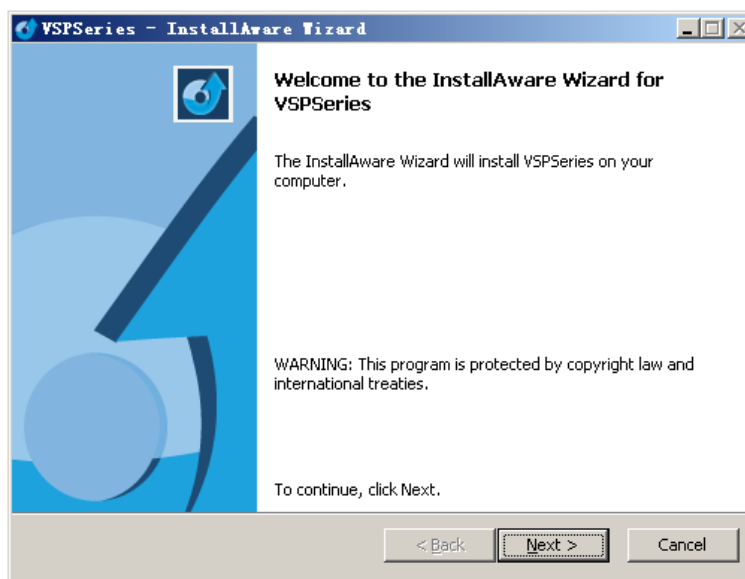 VSPSeries - InstallAware Wizard
Welcome to the InstallAware Wizard for
VSPSeries
The InstallAware Wizard will install VSPSeries on your
computer.
WARNING: This program is protected by copyright law and
international treaties.
To continue, click Next.
< Back
Next >
Cancel